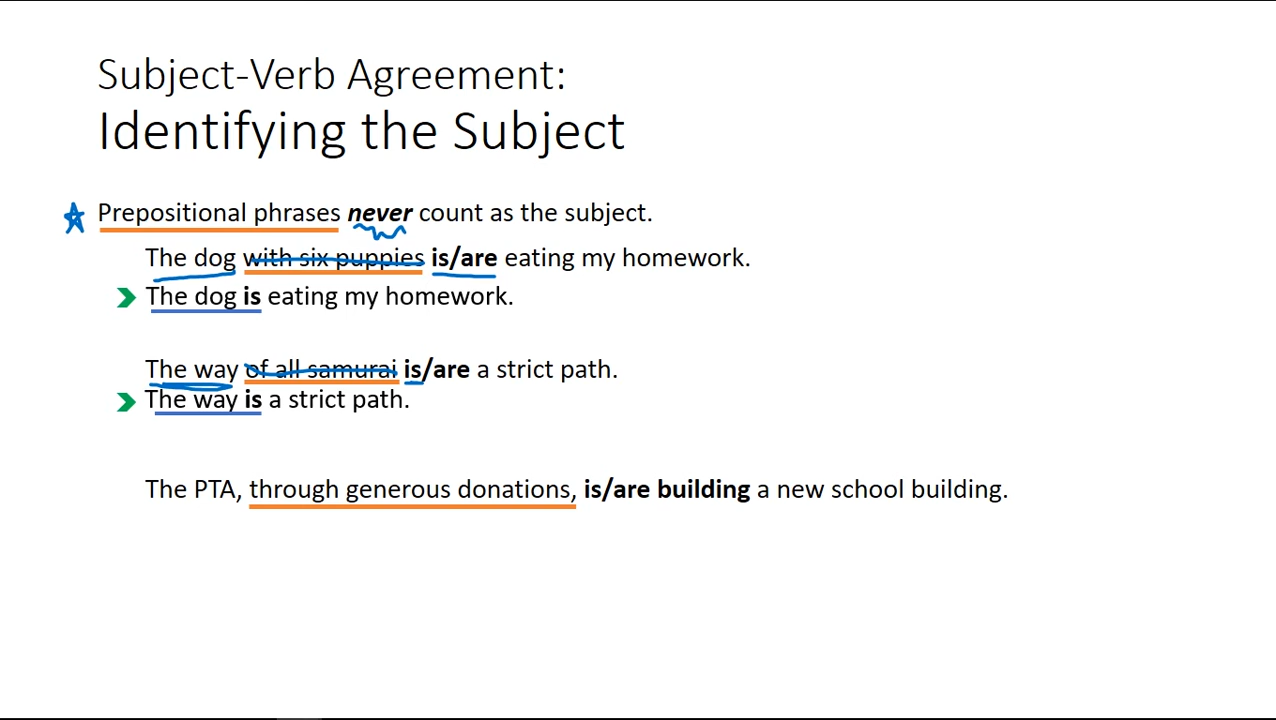 Subject-Verb Agreement:
Identifying the Subject
Prepositional phrases never count as the subject.
The dog with six puppies is/are eating my homework.
The dog is eating my homework.
The way of all samurai is/are a strict path.
The way is a strict path.
The PTA, through generous donations, is/are building a new school building.